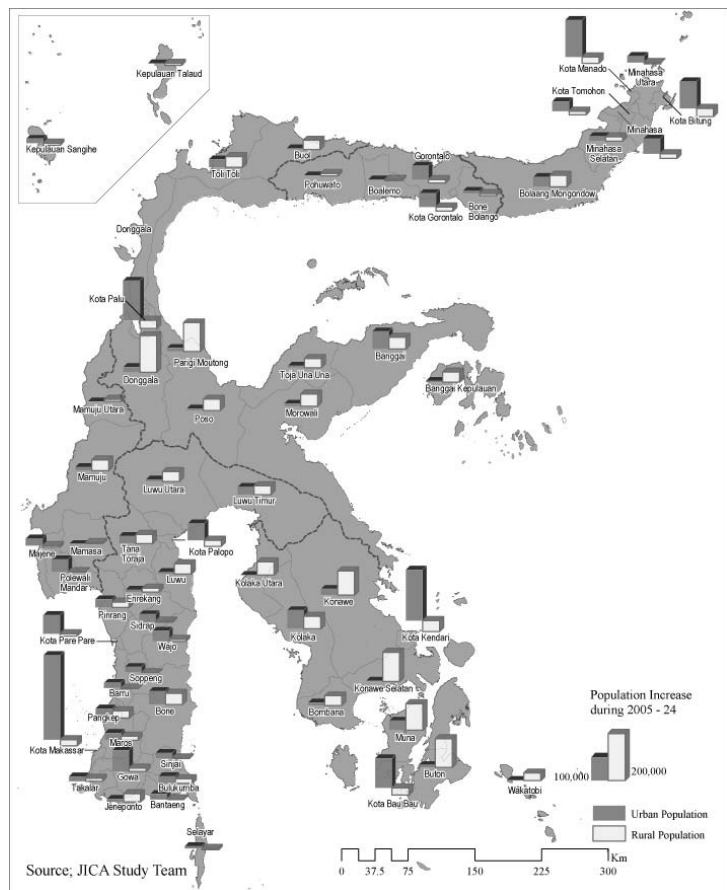 Kepulauan Talaud
Kepulauan Sangihe
Kota Manado
Minahasa
Utara
Kota Tomohon
Kota Bitung
Minahasa
Minahasa
Selatan
Bolaang Mongondow
Buol
Toli Toli
Pohuwato
Boalemo
Gorontalo
Kota Gorontalo
Bone
Bolango
Donggala
Kota Palu
Donggala
Parigi Moutong
Banggai
Tojo Una Una
Banggai Kepulauan
Mamuju Utara
Poso
Morowali
Mamuju
Luwu Utara
Luwu Timur
Majene
Mamasa
Tana
Toraja
Kota Palopo
Polewali
Mandar
Luwu
Kolaka Utara
Konawe
Enrekang
Pinrang
Sidrap
Kota Pare Pare
Wajo
Kolaka
Kota Kendari
Soppeng
Barru
Bone
Konawe Selatan
Bombana
Pangkep
Muna
Maros
Kota Makassar
Gowa
Sinjai
Buton
Takalar
Bulukumba
Kota Bau Bau
Wakatobi
Jeneponto
Bantaeng
Selayar
Population Increase
during 2005 - 24
100,000
200,000
Urban Population
Rural Population
Source; JICA Study Team
Km
0 37.5 75 150 225 300